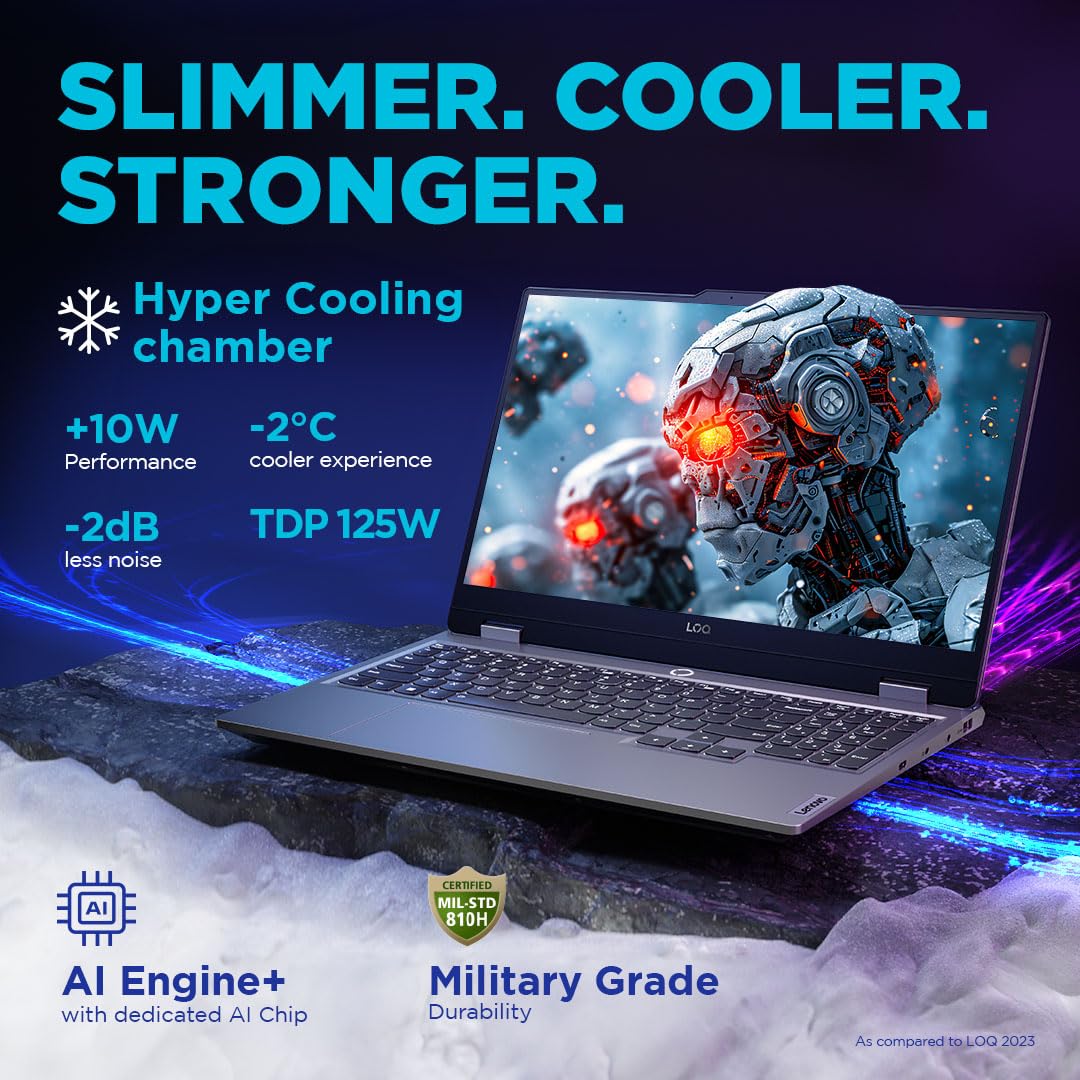 SLIMMER. COOLER.
STRONGER.
Hyper Cooling
chamber
+10W
Performance
-2°C
cooler experience
-2dB
less noise
TDP 125W
LOQ
Lenovo
AI
AI Engine+
with dedicated AI Chip
CERTIFIED
MIL-STD
810H
Military Grade
Durability
As compared to LOQ 2023